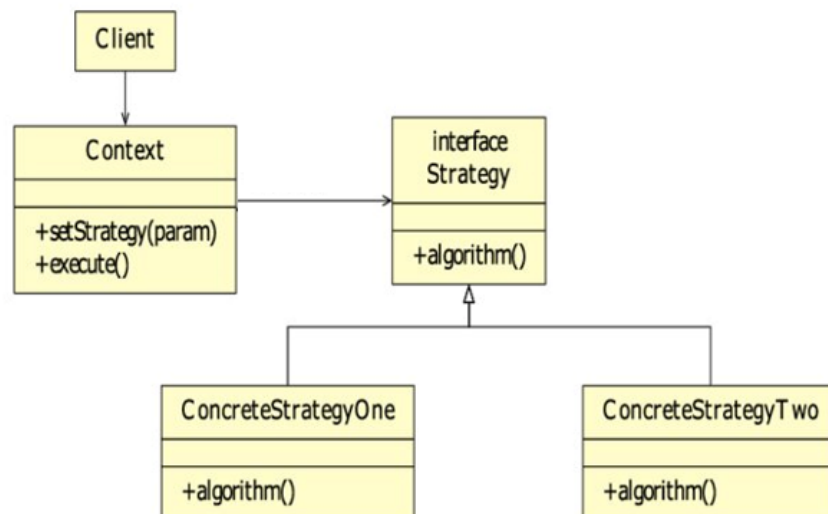 Client
Context
+setStrategy(param)
+execute()
interface
Strategy
+algorithm()
ConcreteStrategyOne
+algorithm()
ConcreteStrategyTwo
+algorithm()